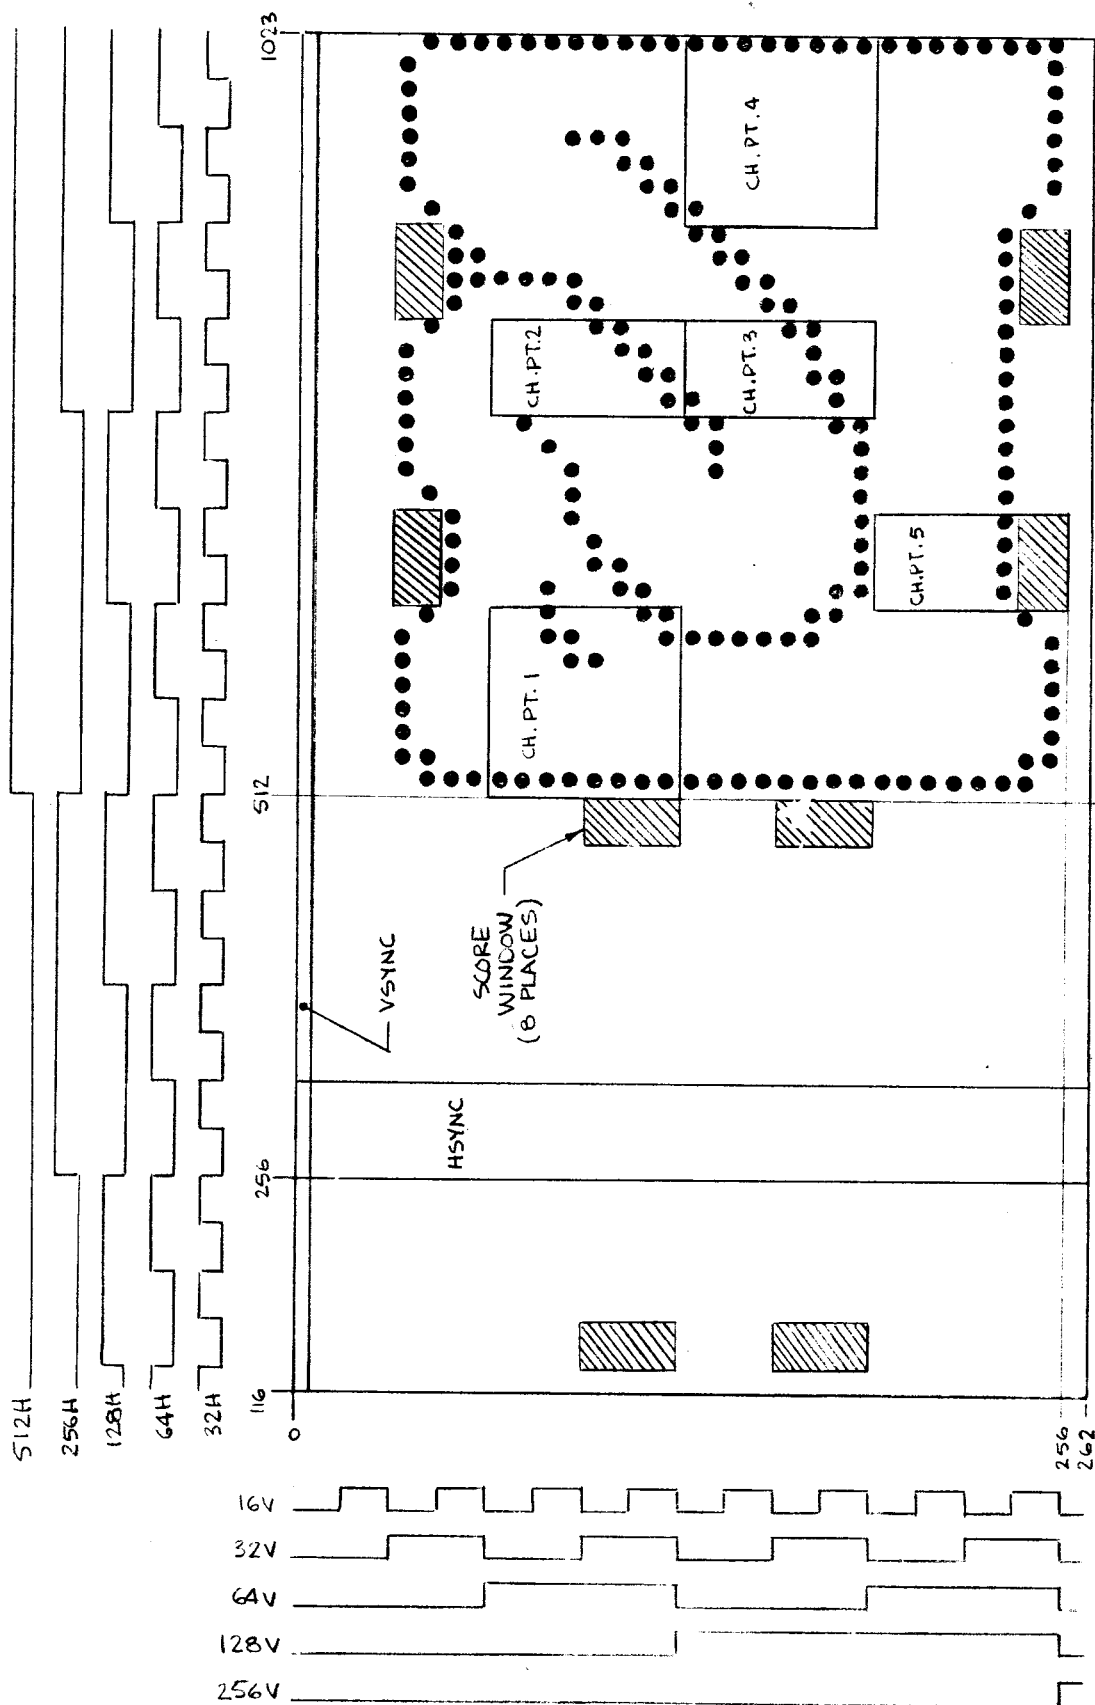 512H
256H
128H
64H
32H
1023
512
256
116
0
256
262
CH.PT.4
CH.PT.2
CH.PT.3
CH.PT.5
CH.PT.1
SCORE
WINDOW
(8 PLACES)
VSYNC
HSYNC
16V
32V
64V
128V
256V